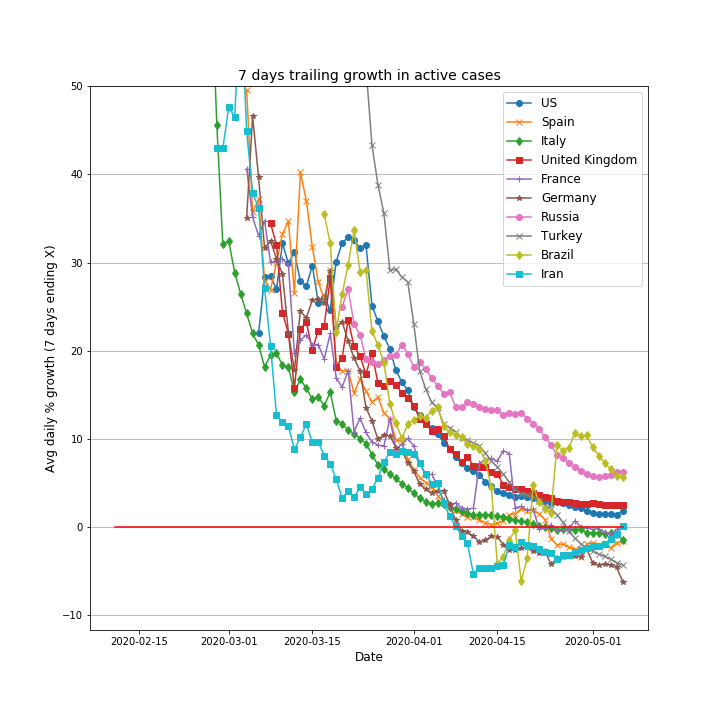 7 days trailing growth in active cases
Avg daily % growth (7 days ending X)
50
40
30
20
10
0
−10
US
Spain
Italy
United Kingdom
France
Germany
Russia
Turkey
Brazil
Iran
2020-02-15
2020-03-01
2020-03-15
2020-04-01
2020-04-15
2020-05-01
Date